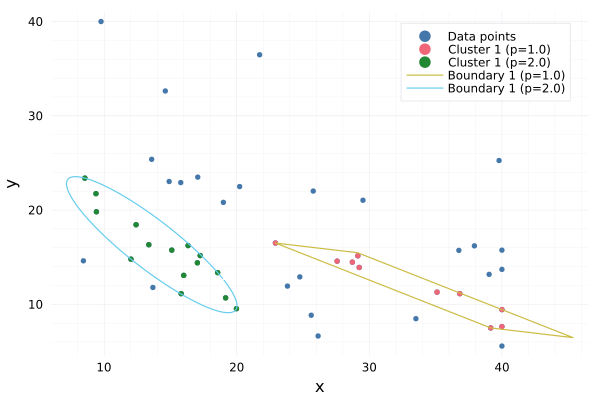 40
30
20
10
y
10
20
30
40
x
Data points
Cluster 1 (p=1.0)
Cluster 1 (p=2.0)
Boundary 1 (p=1.0)
Boundary 1 (p=2.0)